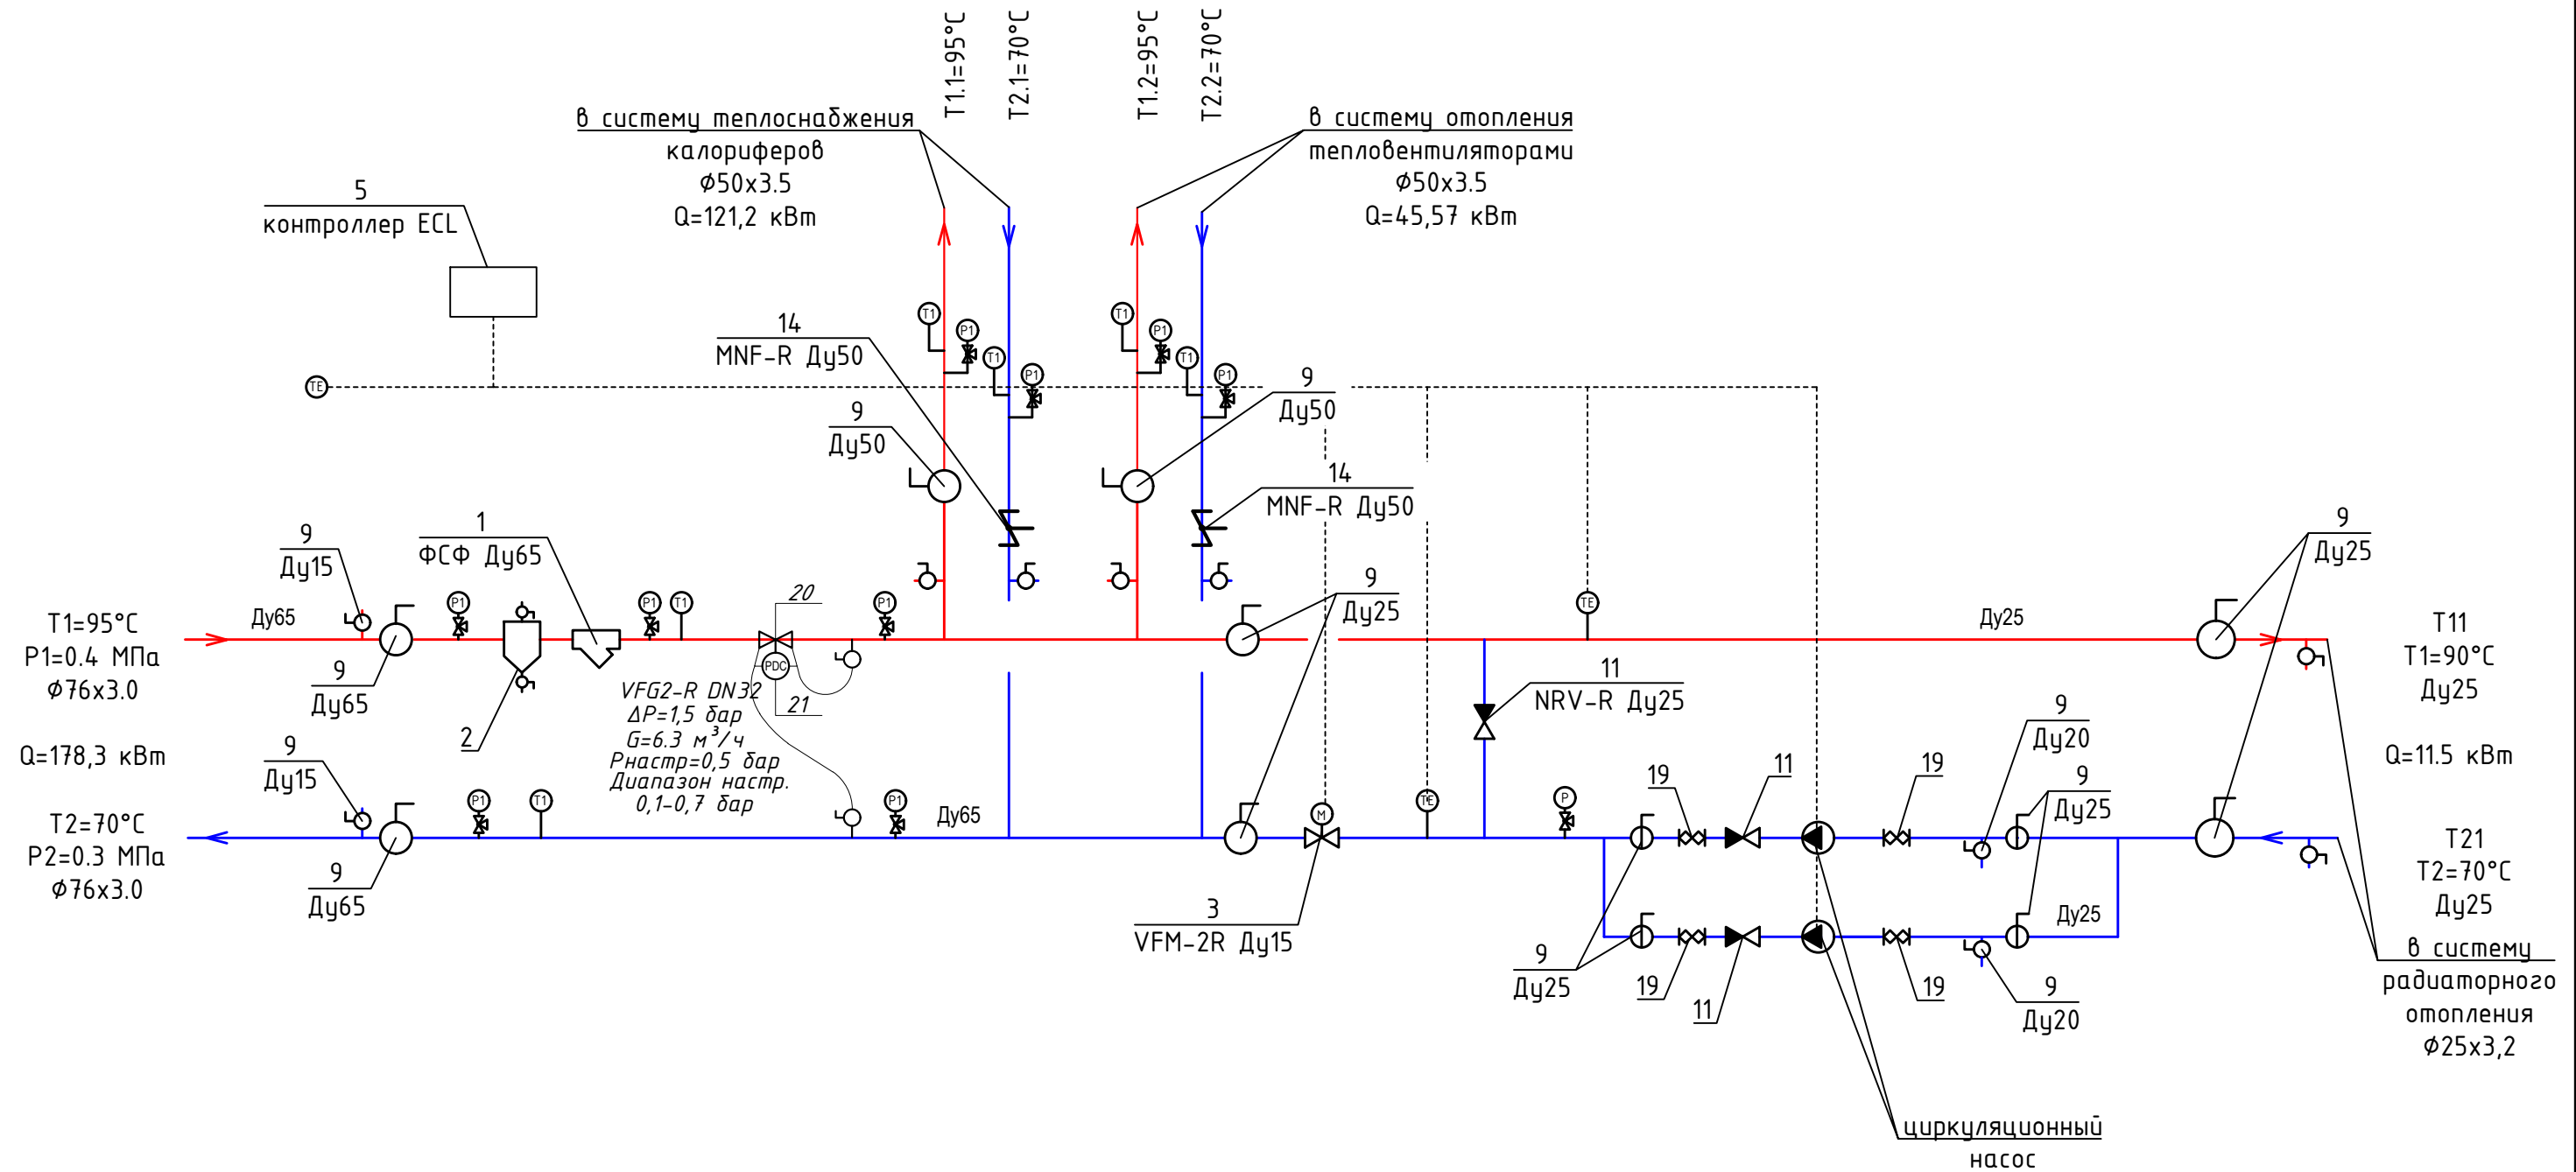 T1.1=95°C
T2.1=70°C
T1.2=95°C
T2.2=70°C
в систему теплоснабжения
калориферов
Ф50х3.5
Q=121,2 кВт
в систему отопления
тепловентиляторами
Ф50х3.5
Q=45,57 кВт
5
контроллер ECL
TE
14
MNF-R Ду50
T1
P1
T1
P1
T1
P1
T1
P1
9
Ду50
9
Ду50
14
MNF-R Ду50
9
Ду15
1
ФСФ Ду65
9
Ду25
9
Ду25
T1=95°C
P1=0.4 МПа
Ф76х3.0
Ду65
P1
P1
T1
20
P1
TE
Ду25
T11
T1=90°C
Ду25
9
Ду65
2
PDC
21
VFG2-R DN32
ΔP=1,5 бар
G=6.3 м³/ч
Рнастр=0,5 бар
Диапазон настр.
0,1-0,7 бар
11
NRV-R Ду25
Q=178,3 кВт
Q=11.5 кВт
9
Ду15
9
Ду20
19
11
19
9
Ду25
T2=70°C
P2=0.3 МПа
Ф76х3.0
P1
T1
P1
Ду65
M
TE
P
T21
T2=70°C
Ду25
9
Ду65
3
VFM-2R Ду15
Ду25
9
Ду25
19
11
19
9
Ду20
в систему
радиаторного
отопления
Ф25х3,2
циркуляционный
насос